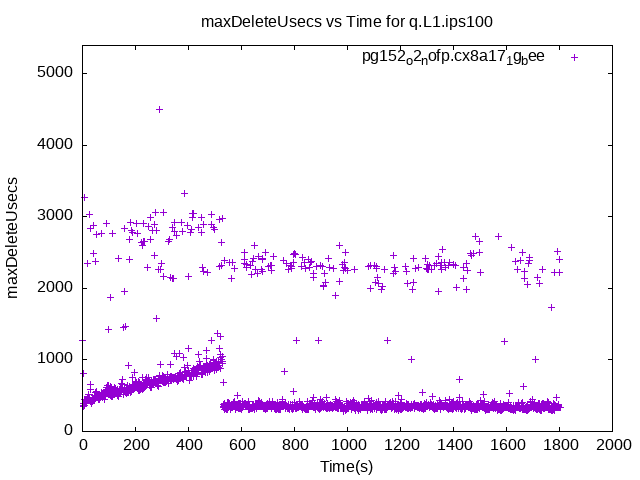 maxDeleteUsecs vs Time for q.L1.ips100
pg152_o2_nofp.cx8a17_1g_bee
5000
4000
3000
2000
1000
0
maxDeleteUsecs
0 200 400 600 800 1000 1200 1400 1600 1800 2000
Time(s)